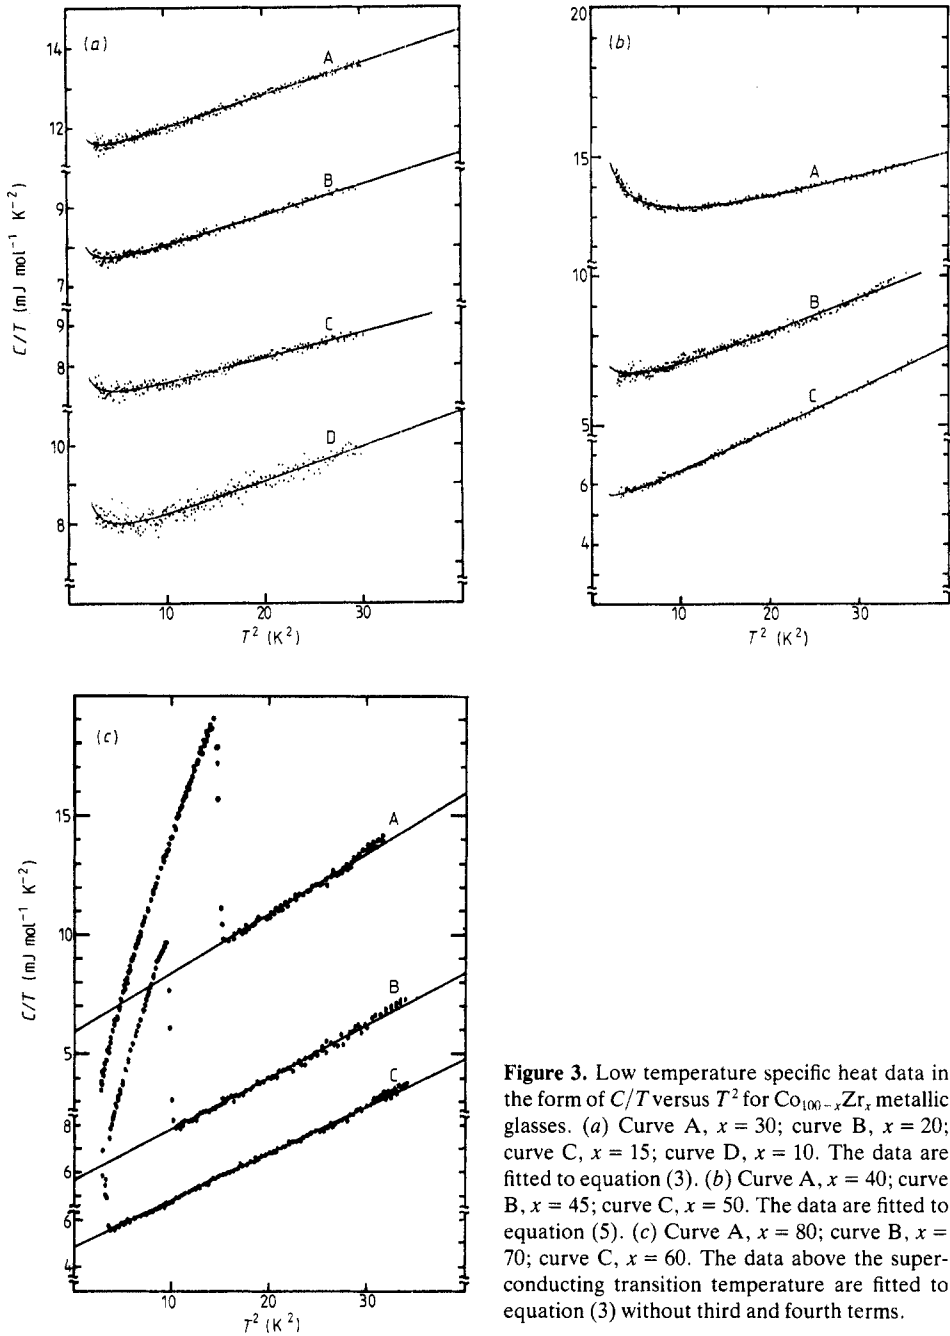 (a)
14
12
9
7
9
8
10
8
A
B
C
D
C/T (mJ mol⁻¹ K⁻²)
10
20
30
T² (K²)
(b)
20
15
10
5
6
4
A
B
C
10
20
30
T² (K²)
(c)
15
10
5
8
6
6
4
A
B
C
C/T (mJ mol⁻¹ K⁻²)
10
20
30
T² (K²)
Figure 3. Low temperature specific heat data in
the form of C/T versus T² for Co₁₀₀₋ₓZrₓ metallic
glasses. (a) Curve A, x = 30; curve B, x = 20;
curve C, x = 15; curve D, x = 10. The data are
fitted to equation (3). (b) Curve A, x = 40; curve
B, x = 45; curve C, x = 50. The data are fitted to
equation (5). (c) Curve A, x = 80; curve B, x =
70; curve C, x = 60. The data above the super-
conducting transition temperature are fitted to
equation (3) without third and fourth terms.